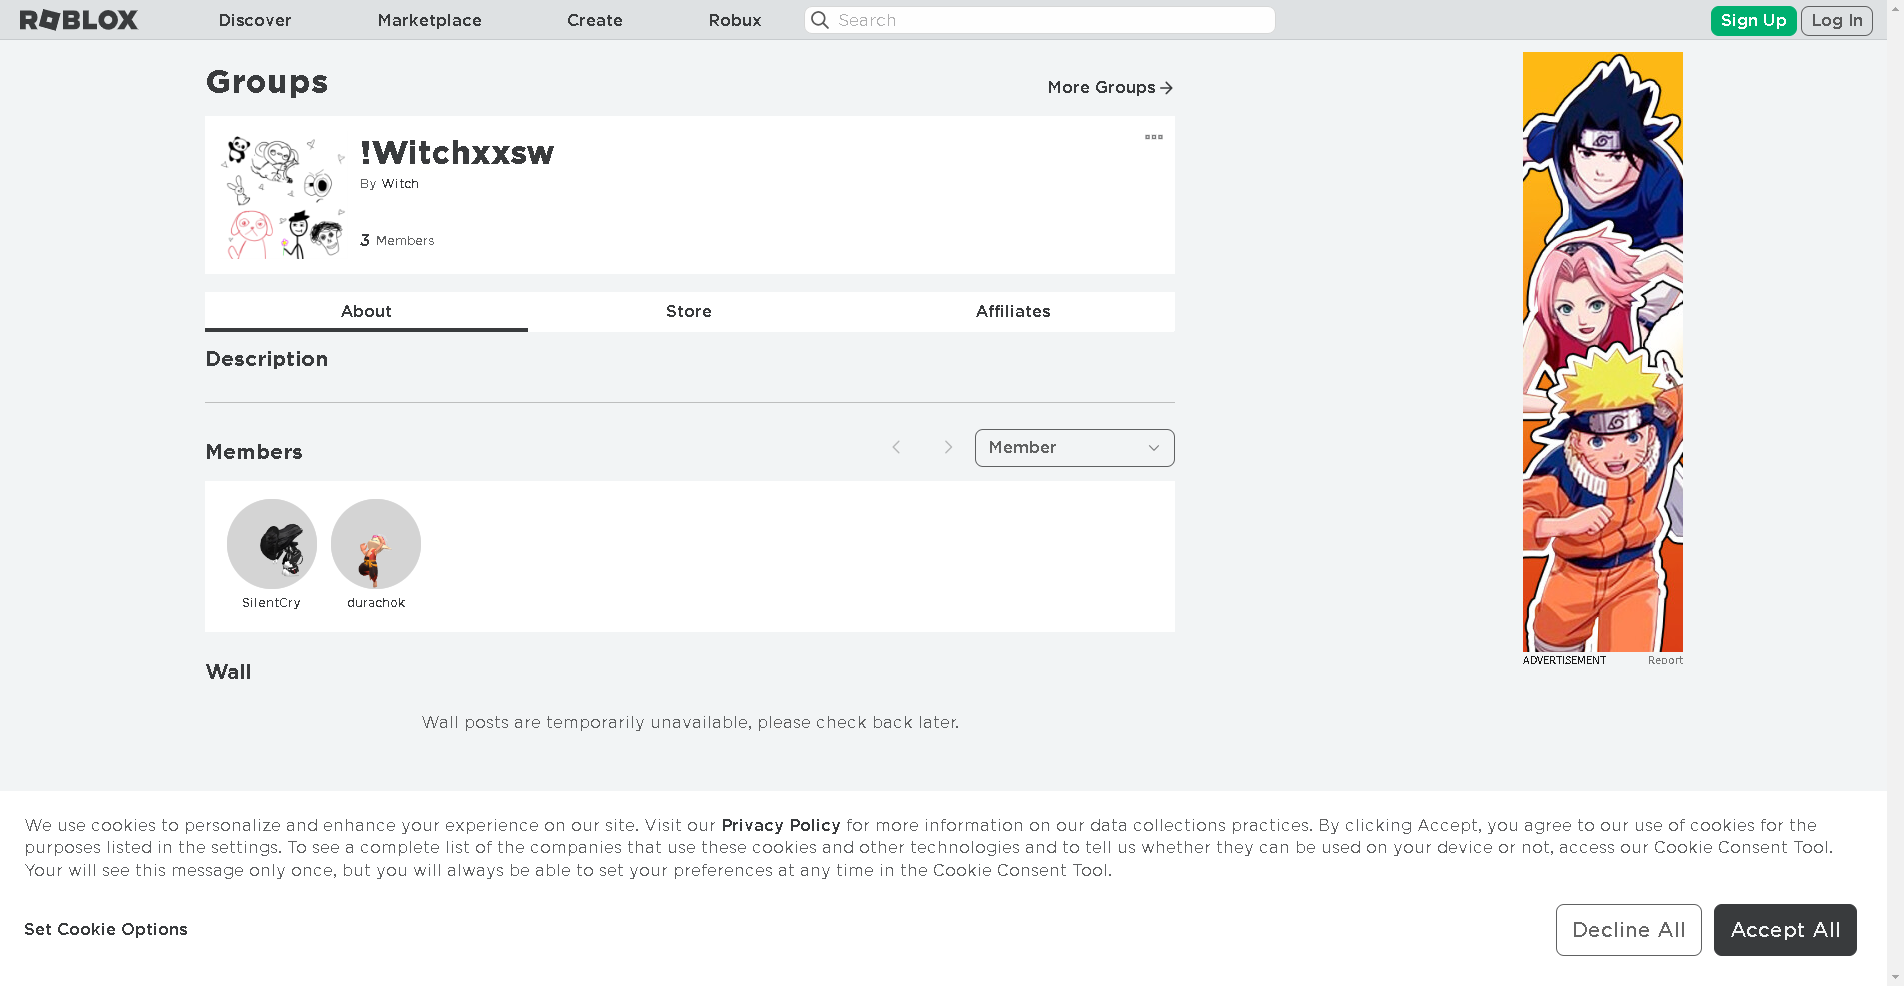 ROBLOX
Discover
Marketplace
Create
Robux
Search
Sign Up
Log In
Groups
More Groups
!Witchxxsw
By Witch
3 Members
About
Store
Affiliates
Description
Members
Member
SilentCry
durachok
Wall
Wall posts are temporarily unavailable, please check back later.
ADVERTISEMENT
Report
We use cookies to personalize and enhance your experience on our site. Visit our Privacy Policy for more information on our data collections practices. By clicking Accept, you agree to our use of cookies for the
purposes listed in the settings. To see a complete list of the companies that use these cookies and other technologies and to tell us whether they can be used on your device or not, access our Cookie Consent Tool.
Your will see this message only once, but you will always be able to set your preferences at any time in the Cookie Consent Tool.
Set Cookie Options
Decline All
Accept All